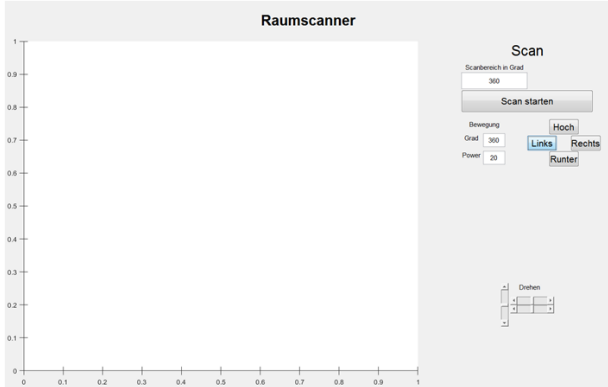 Raumscanner
Scan
Scanbereich in Grad
360
Scan starten
Bewegung
Hoch
Grad 360
Links Rechts
Power 20
Runter
Drehen
1
0.9
0.8
0.7
0.6
0.5
0.4
0.3
0.2
0.1
0
0 0.1 0.2 0.3 0.4 0.5 0.6 0.7 0.8 0.9 1